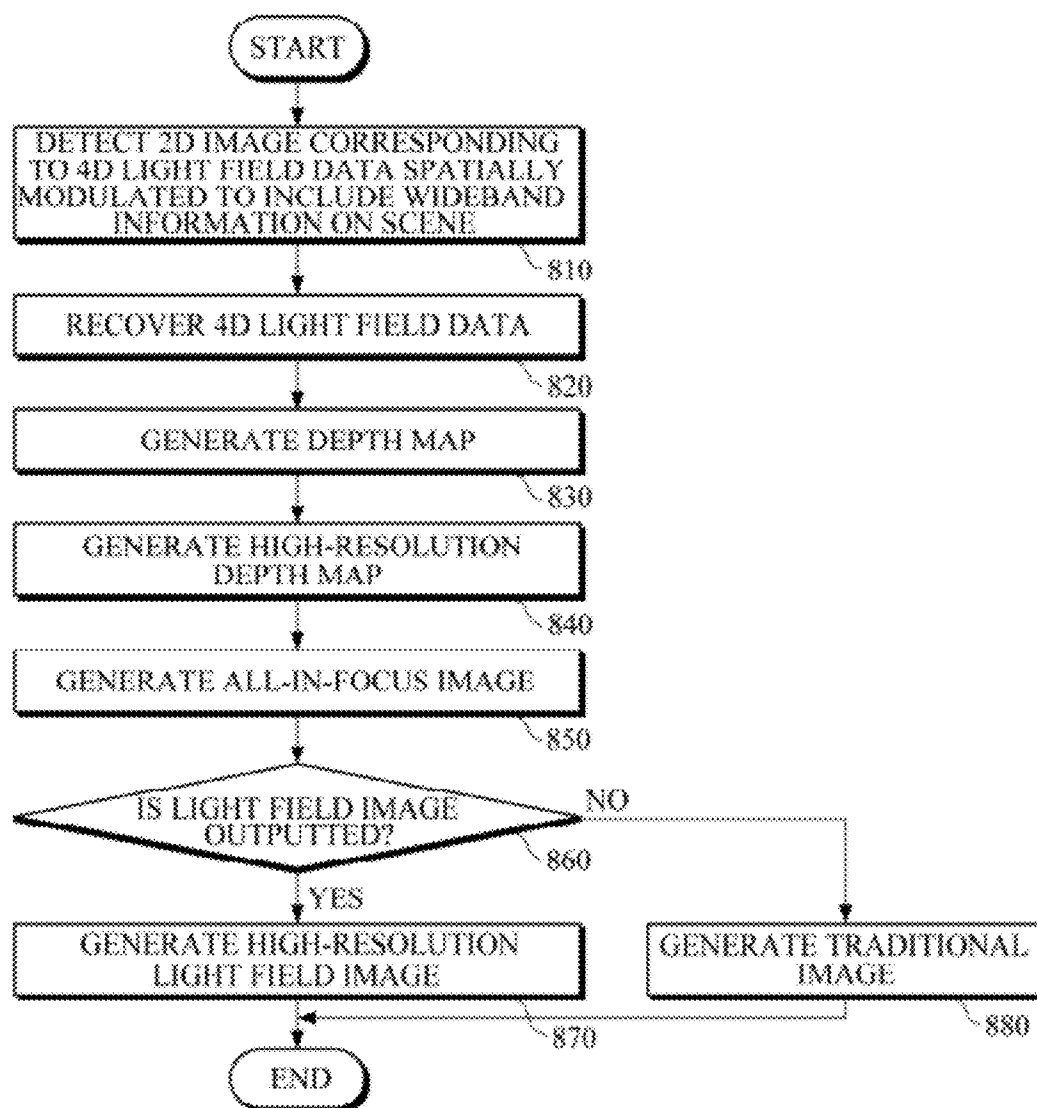 START
DETECT 2D IMAGE CORRESPONDING
TO 4D LIGHT FIELD DATA SPATIALLY
MODULATED TO INCLUDE WIDEBAND
INFORMATION ON SCENE
810
RECOVER 4D LIGHT FIELD DATA
820
GENERATE DEPTH MAP
830
GENERATE HIGH-RESOLUTION
DEPTH MAP
840
GENERATE ALL-IN-FOCUS IMAGE
850
IS LIGHT FIELD IMAGE
OUTPUTTED?
860
NO
YES
GENERATE HIGH-RESOLUTION
LIGHT FIELD IMAGE
870
GENERATE TRADITIONAL
IMAGE
880
END